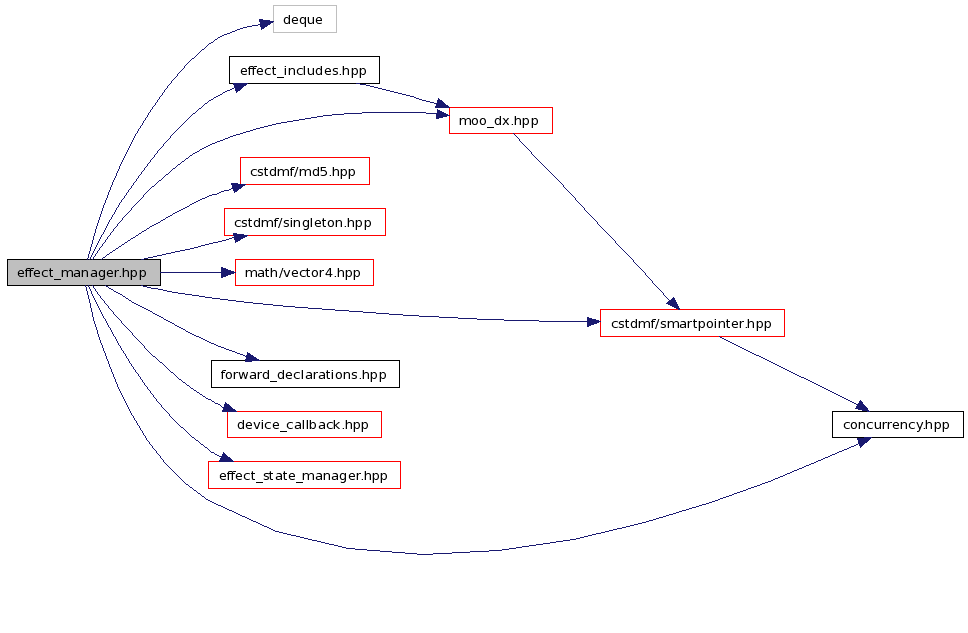 deque
effect_includes.hpp
moo_dx.hpp
cstdmf/md5.hpp
cstdmf/singleton.hpp
effect_manager.hpp
math/vector4.hpp
cstdmf/smartpointer.hpp
forward_declarations.hpp
device_callback.hpp
concurrency.hpp
effect_state_manager.hpp